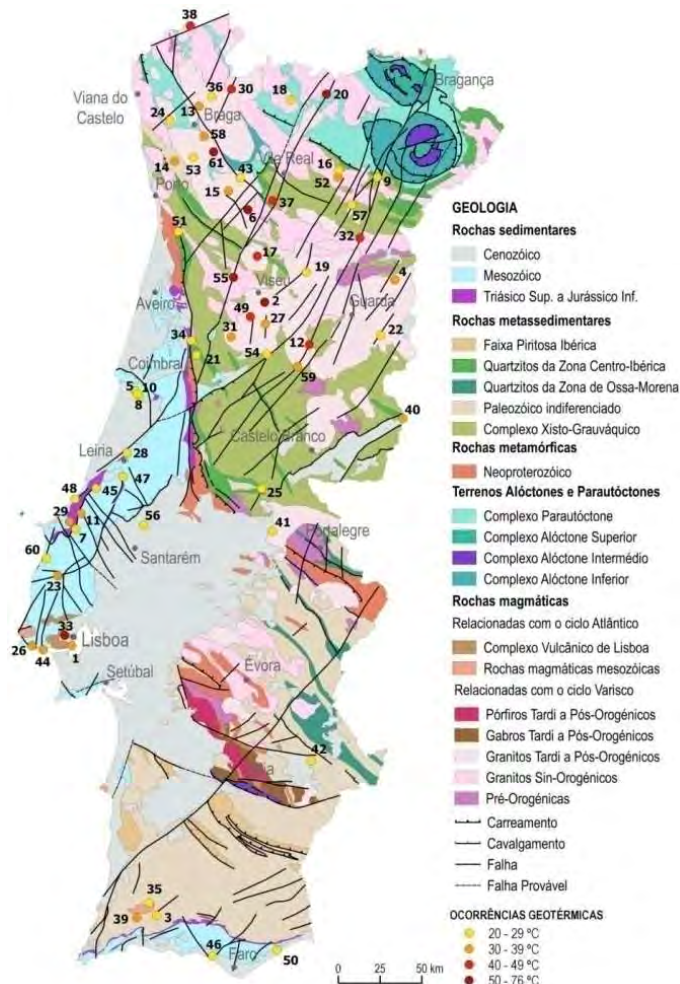 38
Bragança
36
30
18
20
Viana do
Castelo
13
24
Braga
58
14
53
61
43
Vila Real
16
52
9
Porto
15
6
37
57
51
32
17
55
Viseu
19
4
Aveiro
2
49
27
Guarda
34
31
22
21
54
12
Coimbra
59
5
10
8
40
Castelo Branco
Leiria
28
47
25
48
45
29
11
7
56
41
Portalegre
60
Santarém
23
33
Lisboa
26
44
1
Setúbal
Évora
42
35
39
3
46
Faro
50
0
25
50 km
GEOLOGIA
Rochas sedimentares
Cenozóico
Mesozóico
Triásico Sup. a Jurássico Inf.
Rochas metassedimentares
Faixa Piritosa Ibérica
Quartzitos da Zona Centro-Ibérica
Quartzitos da Zona de Ossa-Morena
Paleozóico indiferenciado
Complexo Xisto-Grauváquico
Rochas metamórficas
Neoproterozóico
Terrenos Alóctones e Parautóctones
Complexo Parautóctone
Complexo Alóctone Superior
Complexo Alóctone Intermédio
Complexo Alóctone Inferior
Rochas magmáticas
Relacionadas com o ciclo Atlântico
Complexo Vulcânico de Lisboa
Rochas magmáticas mesozóicas
Relacionadas com o ciclo Varisco
Pórfiros Tardi a Pós-Orogénicos
Gabros Tardi a Pós-Orogénicos
Granitos Tardi a Pós-Orogénicos
Granitos Sin-Orogénicos
Pré-Orogénicas
Carreamento
Cavalgamento
Falha
Falha Provável
OCORRÊNCIAS GEOTÉRMICAS
20 - 29 ºC
30 - 39 ºC
40 - 49 ºC
50 - 76 ºC